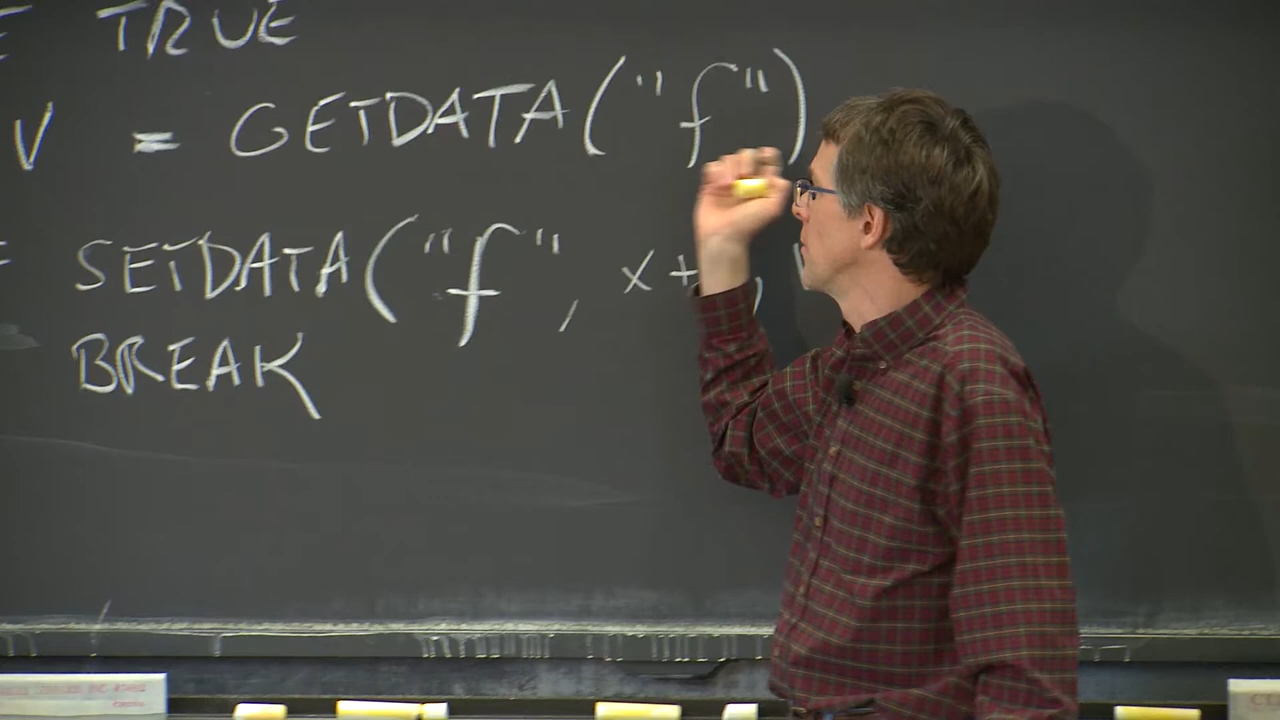 E TRUE
V = GETDATA("f")
SETDATA("f", x+,
BREAK